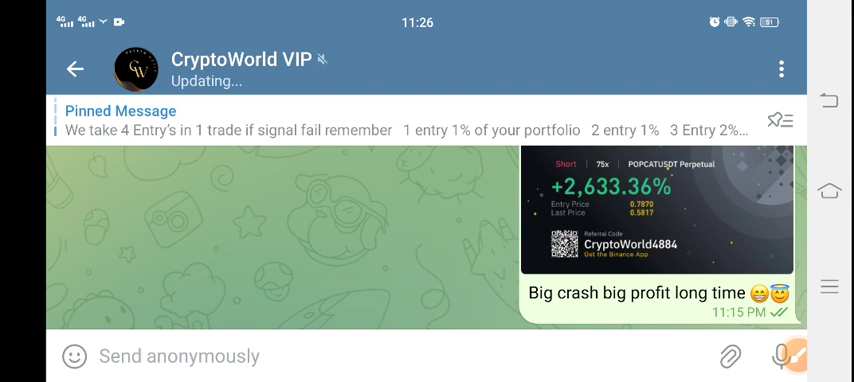 4G 4G 11:26 51
CryptoWorld VIP
Updating...
Pinned Message
We take 4 Entry's in 1 trade if signal fail remember 1 entry 1% of your portfolio 2 entry 1% 3 Entry 2%...
Short | 75x | POPCATUSDT Perpetual
+2,633.36%
Entry Price 0.7870
Last Price 0.5817
Referral Code
CryptoWorld4884
Get the Binance App
Big crash big profit long time 😁😇
11:15 PM
Send anonymously